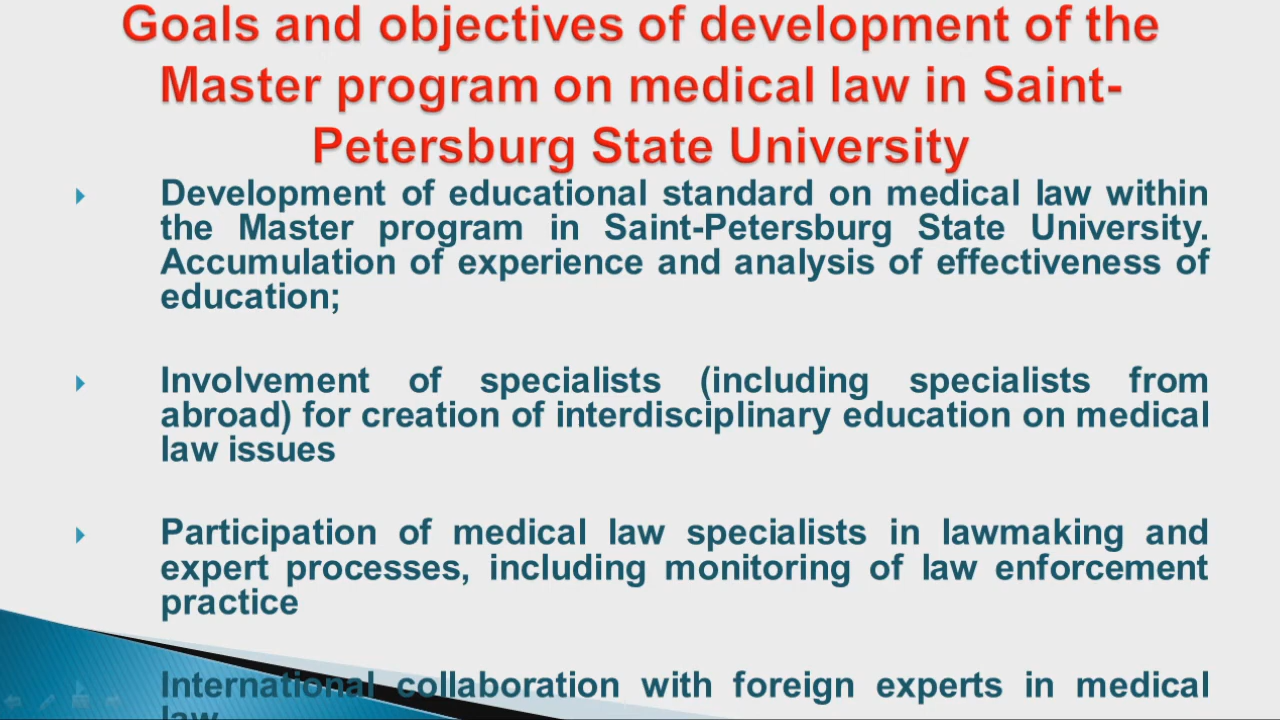 Goals and objectives of development of the
Master program on medical law in Saint-
Petersburg State University
Development of educational standard on medical law within
the Master program in Saint-Petersburg State University.
Accumulation of experience and analysis of effectiveness of
education;
Involvement of specialists (including specialists from
abroad) for creation of interdisciplinary education on medical
law issues
Participation of medical law specialists in lawmaking and
expert processes, including monitoring of law enforcement
practice
International collaboration with foreign experts in medical
law